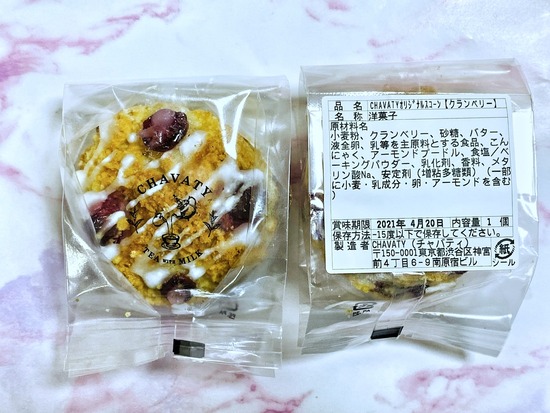 CHAVATY
TEA WITH MILK
品 名 CHAVATYｵﾘｼﾞﾅﾙｽｺｰﾝ【クランベリー】
名 称 洋菓子
原材料名
小麦粉、クランベリー、砂糖、バター、
液全卵、乳等を主原料とする食品、こん
にゃく、アーモンドプードル、食塩／ベ
ーキングパウダー、乳化剤、香料、メタ
リン酸Na、安定剤（増粘多糖類）（一部
に小麦・乳成分・卵・アーモンドを含む
）
賞味期限 2021年 4月20日 内容量 1 個
保存方法 -15度以下で保存してください。
製造者 CHAVATY（チャバティ）
〒150-0001東京都渋谷区神宮
前４丁目６−９南原宿ビル
紙
シール